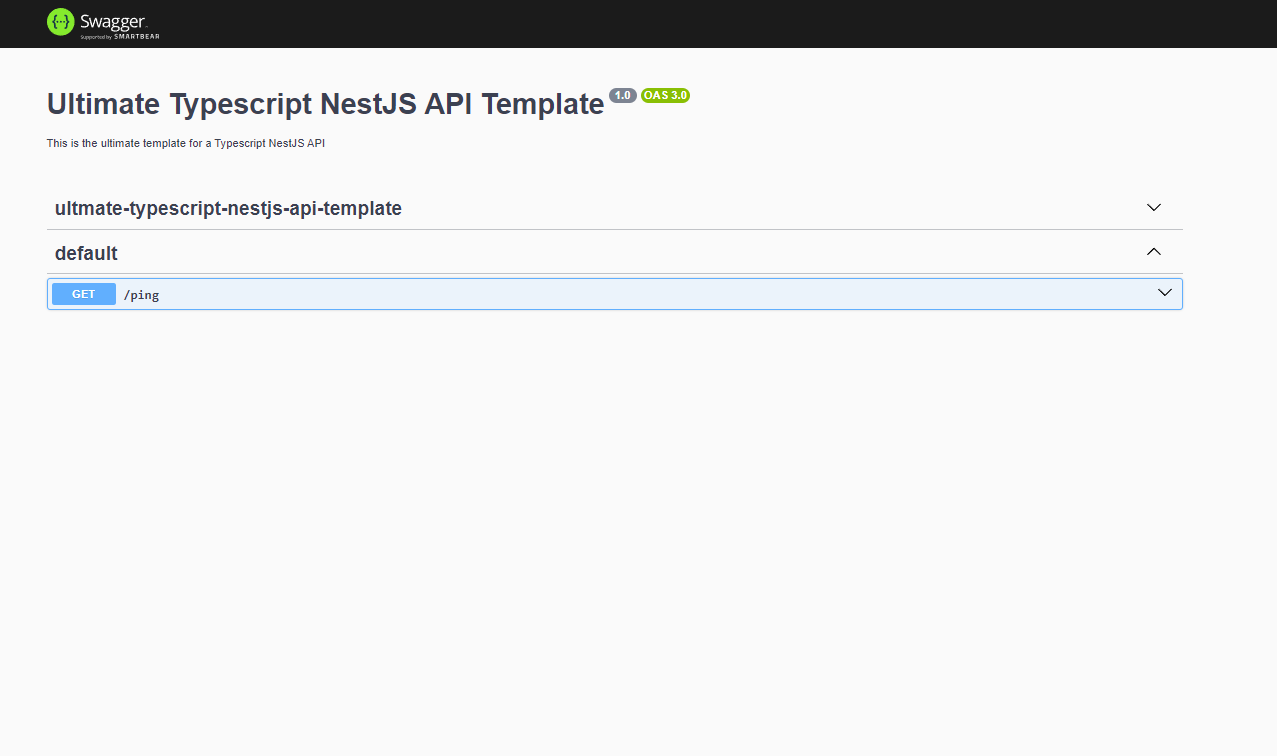 {···} Swagger.
Supported by SMARTBEAR
Ultimate Typescript NestJS API Template 1.0 OAS 3.0
This is the ultimate template for a Typescript NestJS API
ultmate-typescript-nestjs-api-template
default
GET /ping